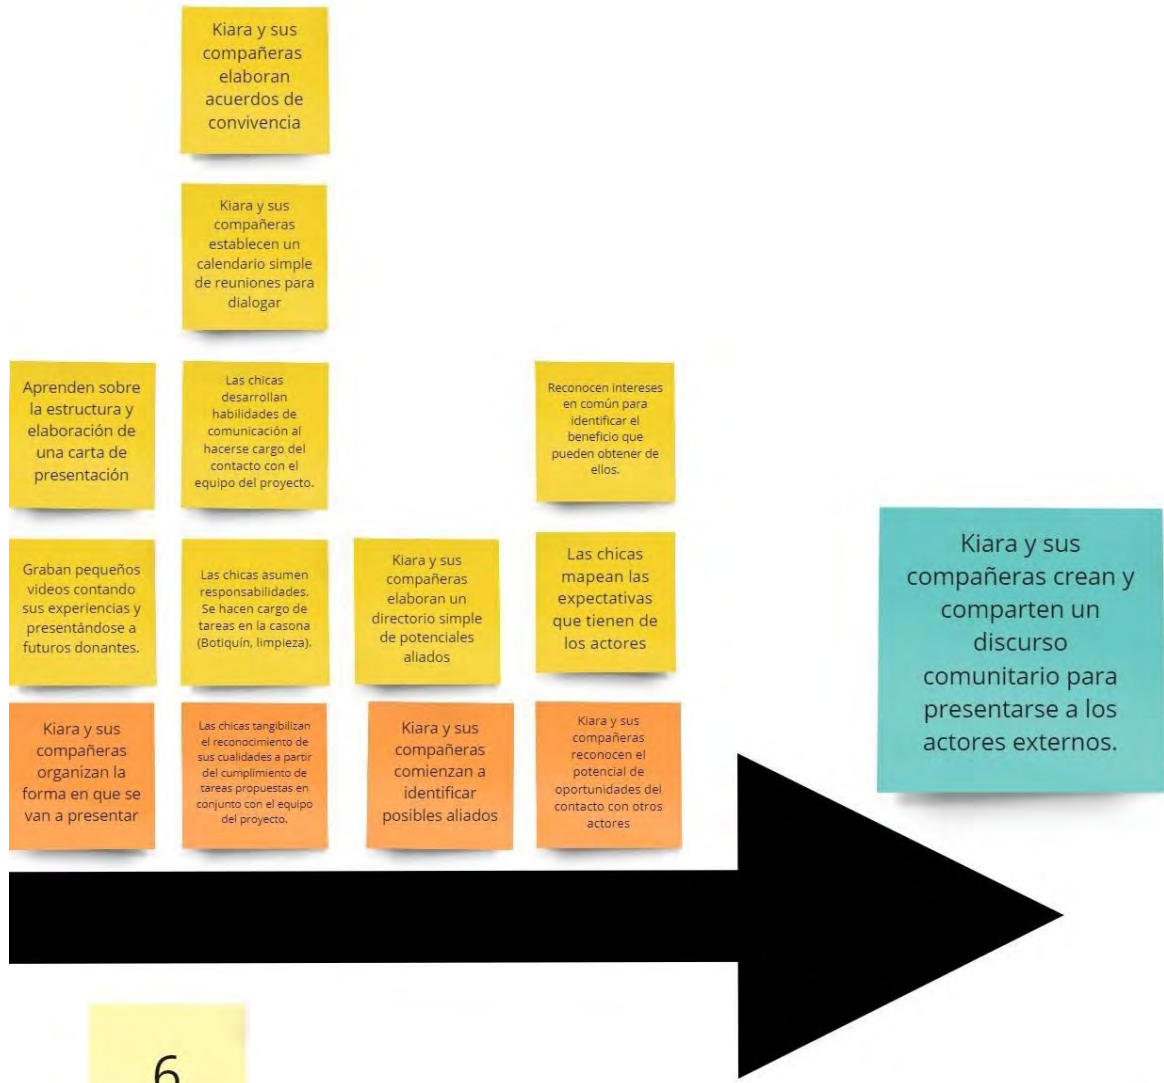 Kiara y sus
compañeras
elaboran
acuerdos de
convivencia
Kiara y sus
compañeras
establecen un
calendario simple
de reuniones para
dialogar
Aprenden sobre
la estructura y
elaboración de
una carta de
presentación
Las chicas
desarrollan
habilidades de
comunicación al
hacerse cargo del
contacto con el
equipo del proyecto.
Reconocen intereses
en común para
identificar el
beneficio que
pueden obtener de
ellos.
Graban pequeños
videos contando
sus experiencias y
presentándose a
futuros donantes.
Las chicas asumen
responsabilidades.
Se hacen cargo de
tareas en la casona
(Botiquín, limpieza).
Kiara y sus
compañeras
elaboran un
directorio simple
de potenciales
aliados
Las chicas
mapean las
expectativas
que tienen de
los actores
Kiara y sus
compañeras
organizan la
forma en que se
van a presentar
Las chicas tangibilizan
el reconocimiento de
sus cualidades a partir
del cumplimiento de
tareas propuestas en
conjunto con el equipo
del proyecto.
Kiara y sus
compañeras
comienzan a
identificar
posibles aliados
Kiara y sus
compañeras
reconocen el
potencial de
oportunidades del
contacto con otros
actores
Kiara y sus
compañeras crean y
comparten un
discurso
comunitario para
presentarse a los
actores externos.
6